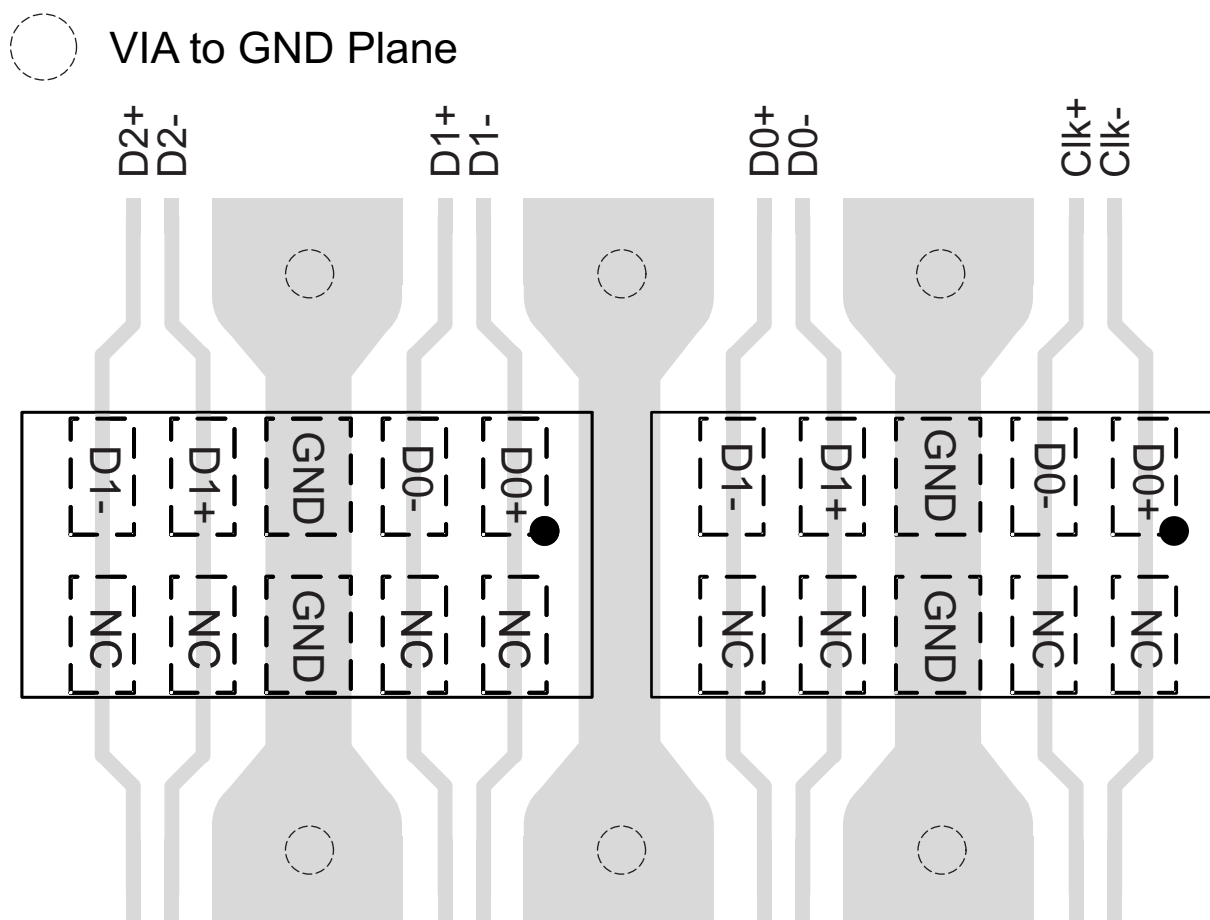 VIA to GND Plane
D2+
D2-
D1+
D1-
D0+
D0-
Clk+
Clk-
D1-
D1+
GND
D0-
D0+
D1-
D1+
GND
D0-
D0+
NC
NC
GND
NC
NC
NC
NC
GND
NC
NC